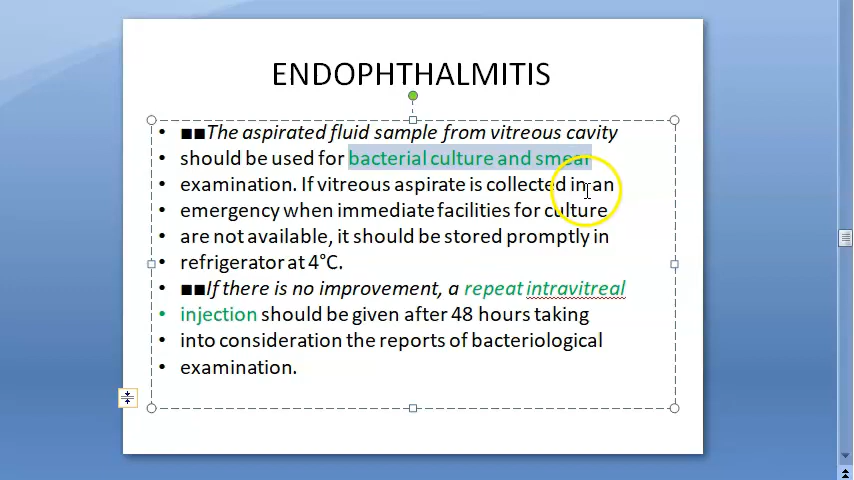 ENDOPHTHALMITIS
• ■■The aspirated fluid sample from vitreous cavity
• should be used for bacterial culture and smear
• examination. If vitreous aspirate is collected in an
• emergency when immediate facilities for culture
• are not available, it should be stored promptly in
• refrigerator at 4°C.
• ■■If there is no improvement, a repeat intravitreal
• injection should be given after 48 hours taking
• into consideration the reports of bacteriological
• examination.